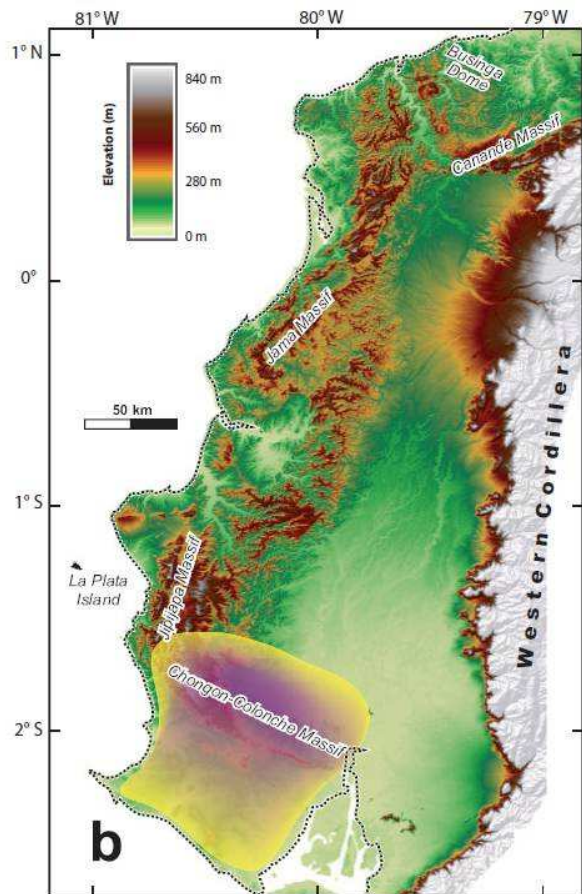 81° W
80° W
79° W
1° N
Businga
Dome
840 m
560 m
280 m
0 m
Elevation (m)
Canande Massif
0°
Jama Massif
50 km
1° S
La Plata
Island
Jipijapa Massif
Western Cordillera
Chongon-Colonche Massif
2° S
b